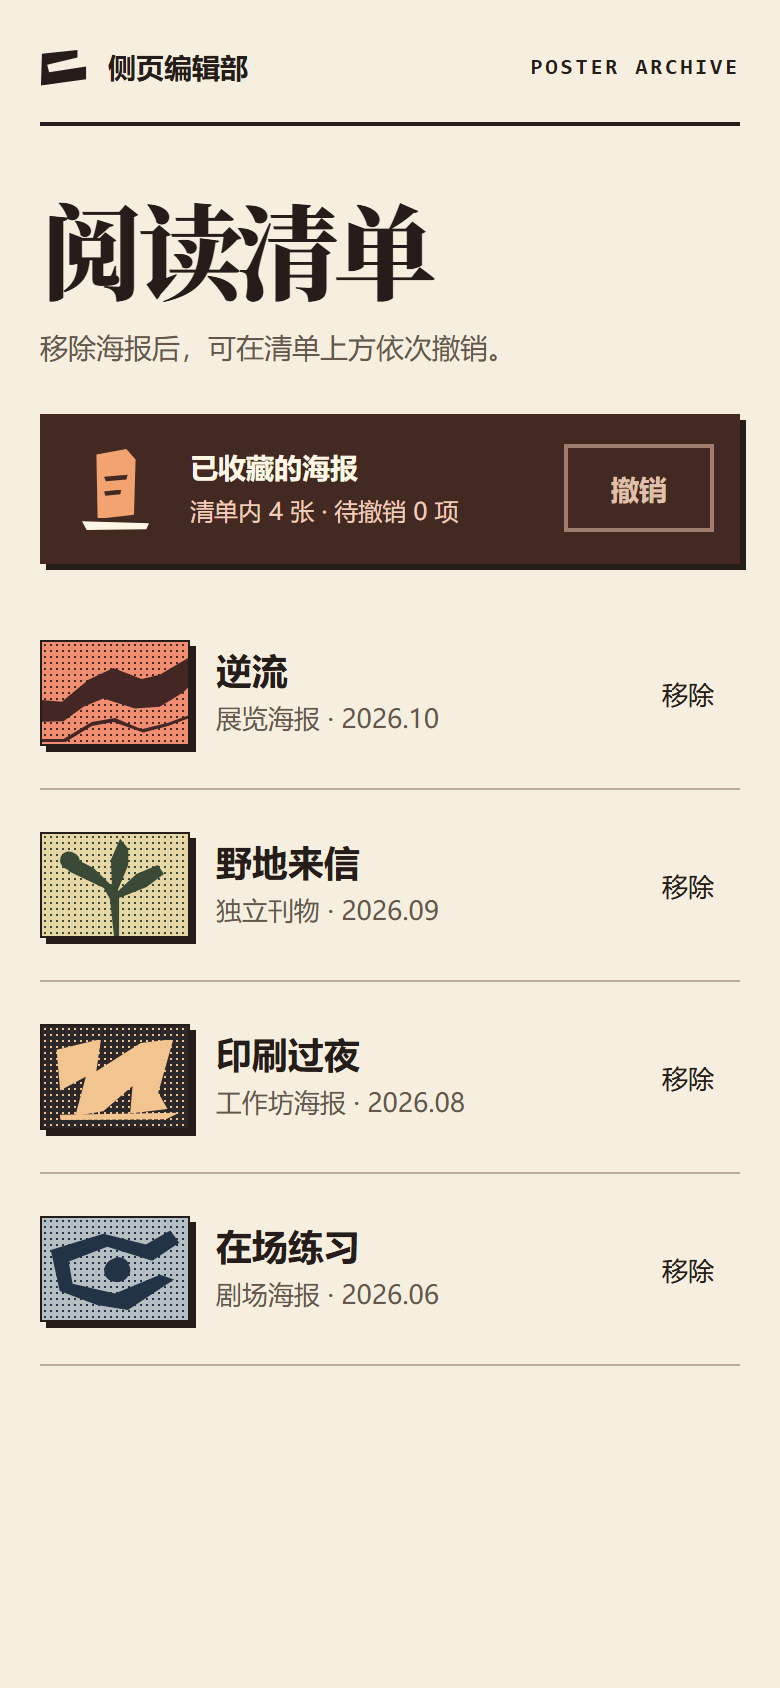 侧页编辑部
POSTER ARCHIVE
阅读清单
移除海报后，可在清单上方依次撤销。
已收藏的海报
清单内 4 张 · 待撤销 0 项
撤销
逆流
展览海报 · 2026.10
移除
野地来信
独立刊物 · 2026.09
移除
印刷过夜
工作坊海报 · 2026.08
移除
在场练习
剧场海报 · 2026.06
移除